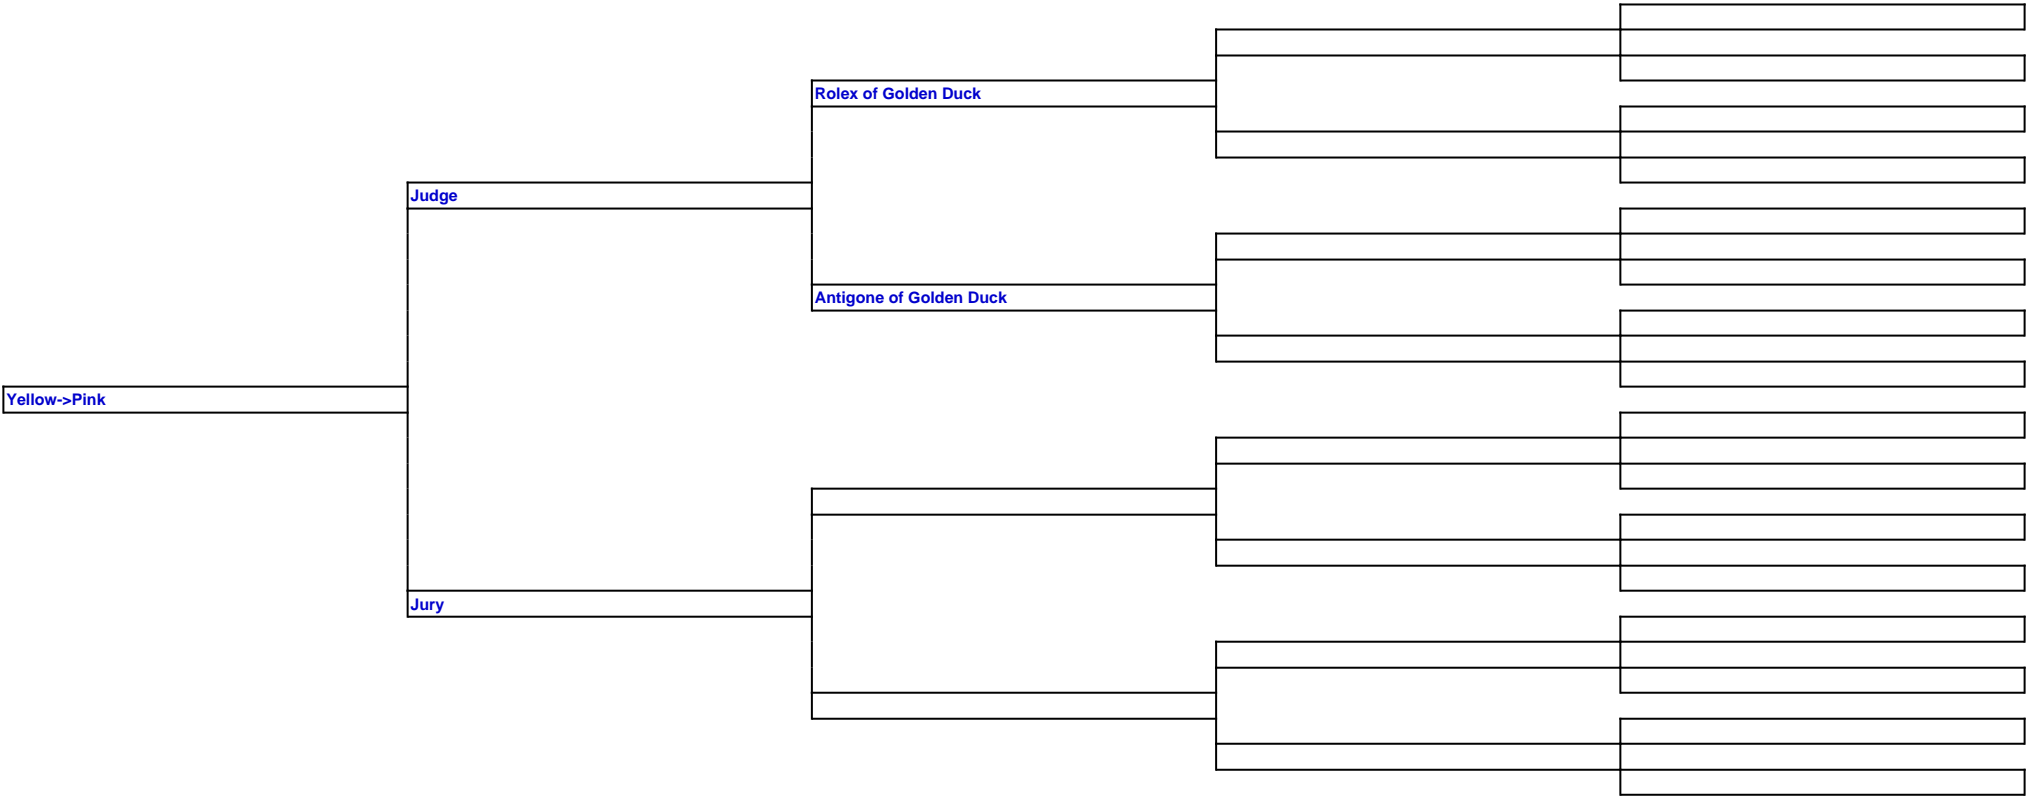 Rolex of Golden Duck
Judge
Antigone of Golden Duck
Yellow->Pink
Jury